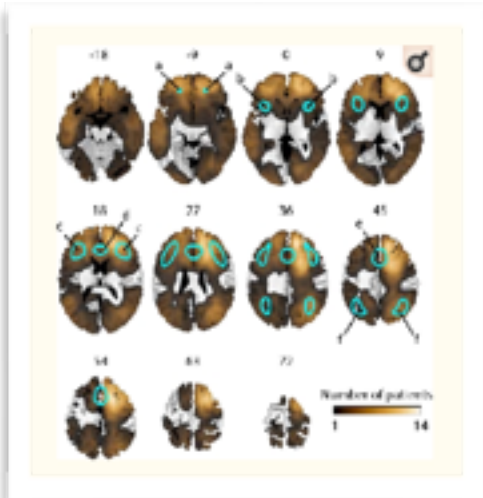 -18 -9 0 9
a a b b
18 27 36 45
c d c e
f f
54 63 72
Number of patients
1 14